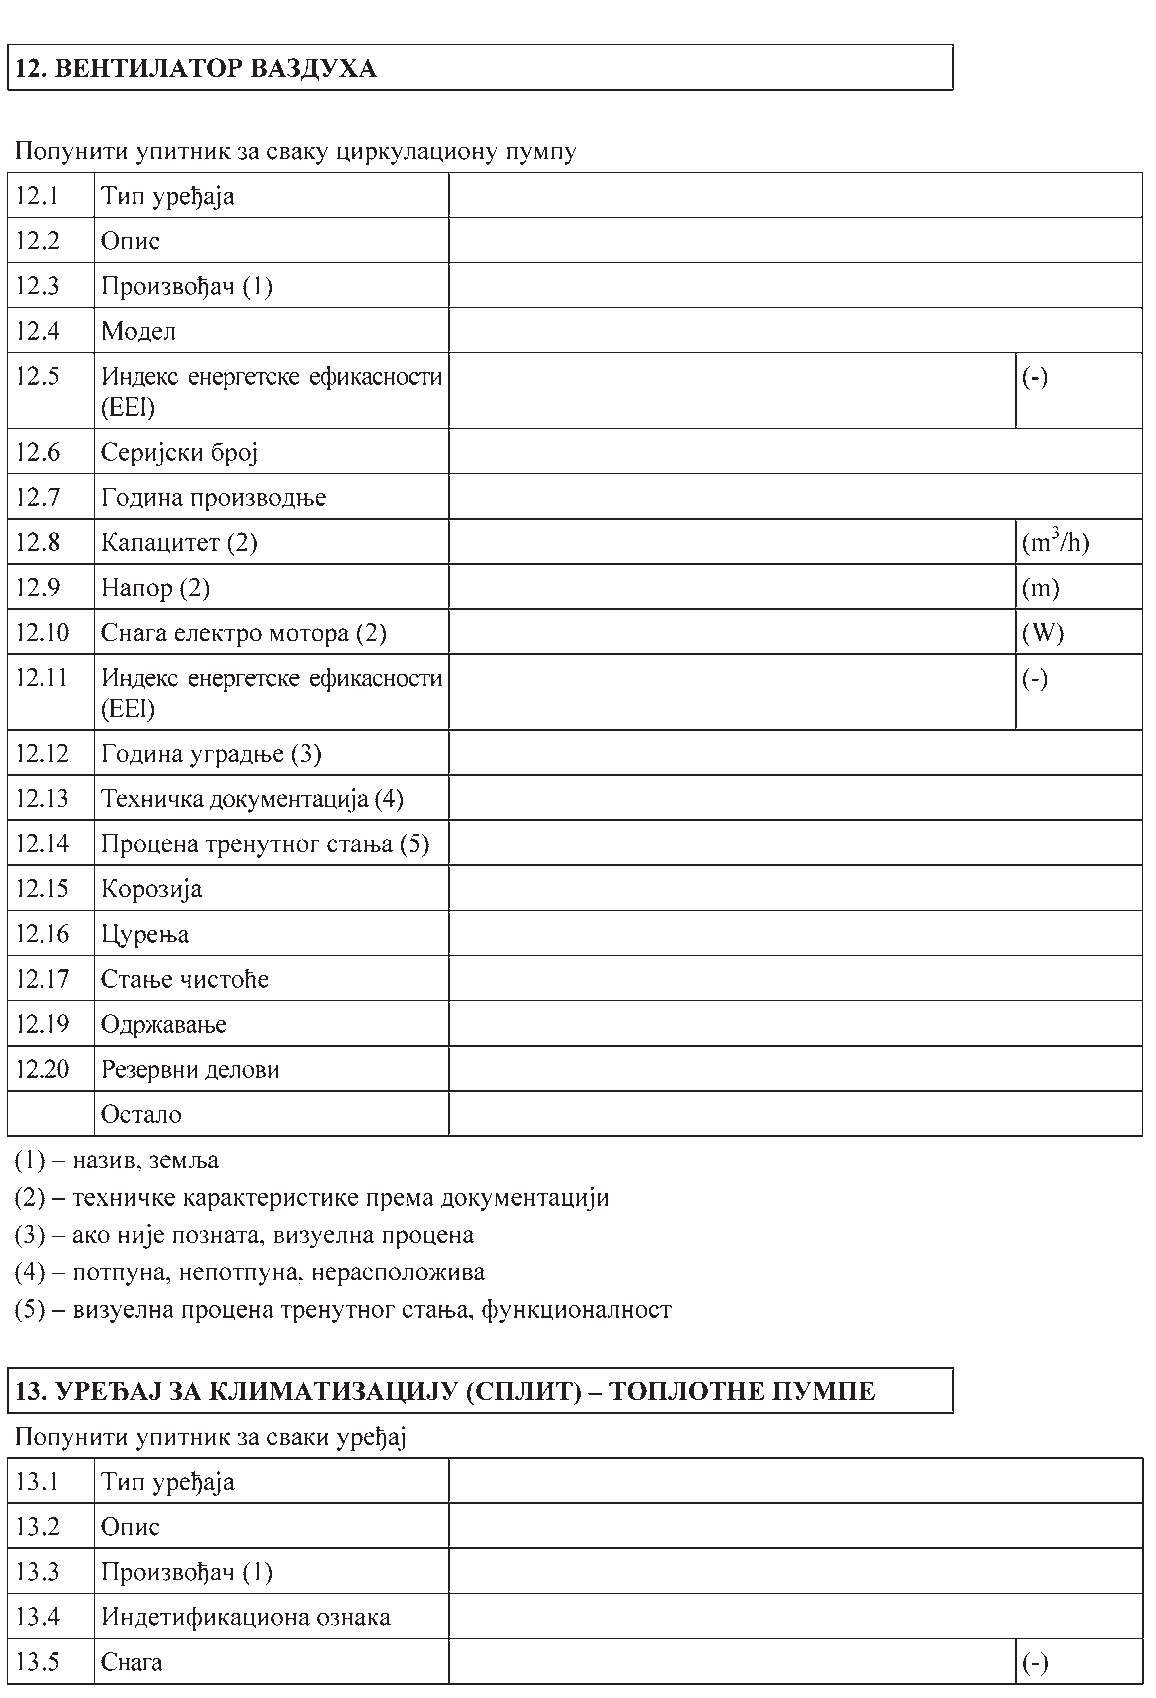 12. ВЕНТИЛАТОР ВАЗДУХА
Попунити упитник за сваку циркулациону пумпу
12.1 Тип уређаја
12.2 Опис
12.3 Произвођач (1)
12.4 Модел
12.5 Индекс енергетске ефикасности (-)
(EEI)
12.6 Серијски број
12.7 Година производње
12.8 Капацитет (2) (m³/h)
12.9 Напор (2) (m)
12.10 Снага електро мотора (2) (W)
12.11 Индекс енергетске ефикасности (-)
(EEI)
12.12 Година уградње (3)
12.13 Техничка документација (4)
12.14 Процена тренутног стања (5)
12.15 Корозија
12.16 Цурења
12.17 Стање чистоће
12.19 Одржавање
12.20 Резервни делови
Остало
(1) – назив, земља
(2) – техничке карактеристике према документацији
(3) – ако није позната, визуелна процена
(4) – потпуна, непотпуна, нерасположива
(5) – визуелна процена тренутног стања, функционалност
13. УРЕЂАЈ ЗА КЛИМАТИЗАЦИЈУ (СПЛИТ) – ТОПЛОТНЕ ПУМПЕ
Попунити упитник за сваки уређај
13.1 Тип уређаја
13.2 Опис
13.3 Произвођач (1)
13.4 Индетификациона ознака
13.5 Снага (-)